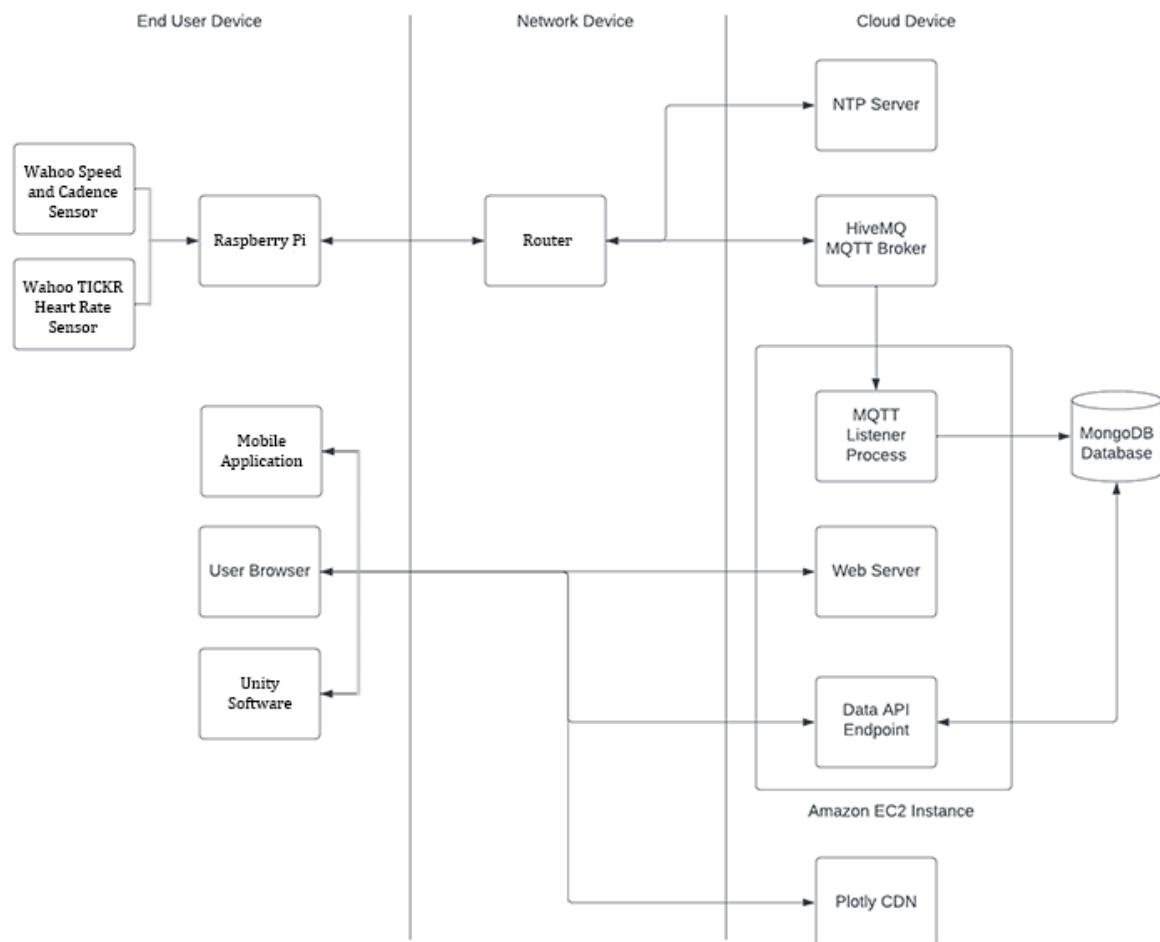 End User Device
Network Device
Cloud Device
NTP Server
Wahoo Speed
and Cadence
Sensor
Raspberry Pi
Router
HiveMQ
MQTT Broker
Wahoo TICKR
Heart Rate
Sensor
MQTT
Listener
Process
MongoDB
Database
Mobile
Application
User Browser
Web Server
Unity
Software
Data API
Endpoint
Amazon EC2 Instance
Plotly CDN